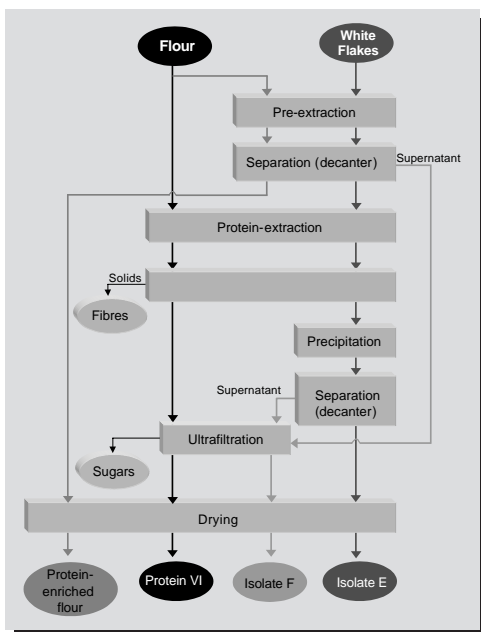 Flour
White
Flakes
Pre-extraction
Separation (decanter)
Supernatant
Protein-extraction
Solids
Fibres
Precipitation
Supernatant
Separation
(decanter)
Ultrafiltration
Sugars
Drying
Protein-
enriched
flour
Protein VI
Isolate F
Isolate E